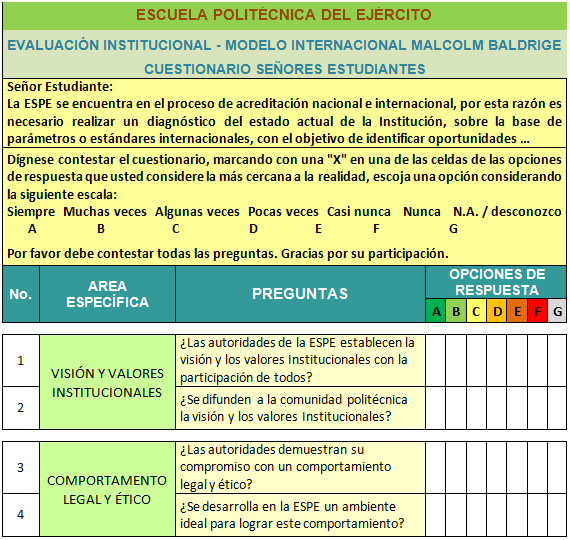 ESCUELA POLITÉCNICA DEL EJÉRCITO
EVALUACIÓN INSTITUCIONAL - MODELO INTERNACIONAL MALCOLM BALDRIGE
CUESTIONARIO SEÑORES ESTUDIANTES
Señor Estudiante:
La ESPE se encuentra en el proceso de acreditación nacional e internacional, por esta razón es
necesario realizar un diagnóstico del estado actual de la Institución, sobre la base de
parámetros o estándares internacionales, con el objetivo de identificar oportunidades ...
Dígnese contestar el cuestionario, marcando con una "X" en una de las celdas de las opciones
de respuesta que usted considere la más cercana a la realidad, escoja una opción considerando
la siguiente escala:
Siempre Muchas veces Algunas veces Pocas veces Casi nunca Nunca N.A. / desconozco
A B C D E F G
Por favor debe contestar todas las preguntas. Gracias por su participación.
No.
AREA
ESPECÍFICA
PREGUNTAS
OPCIONES DE
RESPUESTA
A B C D E F G
1
VISIÓN Y VALORES
INSTITUCIONALES
¿Las autoridades de la ESPE establecen la
visión y los valores Institucionales con la
participación de todos?
2
¿Se difunden a la comunidad politécnica
la visión y los valores Institucionales?
3
COMPORTAMENTO
LEGAL Y ÉTICO
¿Las autoridades demuestran su
compromiso con un comportamiento
legal y ético?
4
¿Se desarrolla en la ESPE un ambiente
ideal para lograr este comportamiento?